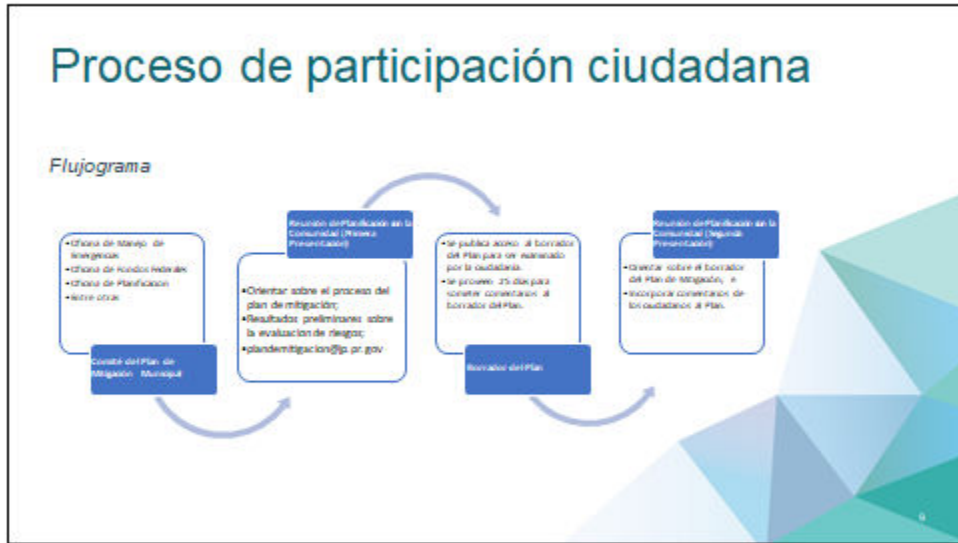 Proceso de participación ciudadana
Flujograma
•Oficina de Manejo de
Emergencias
•Oficina de Fondos Federales
•Oficina de Planificación
•Entre otras
Comité del Plan de
Mitigación Municipal
Reunión de Planificación con la
Comunidad (Primera
Presentación)
•Orientar sobre el proceso del
plan de mitigación;
•Resultados preliminares sobre
la evaluación de riesgos;
•plandemitigacion@jp.pr.gov
•Se publica acceso al borrador
del Plan para ser examinado
por la ciudadanía.
•Se proveen 25 días para
someter comentarios al
borrador del Plan.
Borrador del Plan
Reunión de Planificación con la
Comunidad (Segunda
Presentación)
•Orientar sobre el borrador
del Plan de Mitigación; e
•Incorporar comentarios de
los ciudadanos al Plan.
9